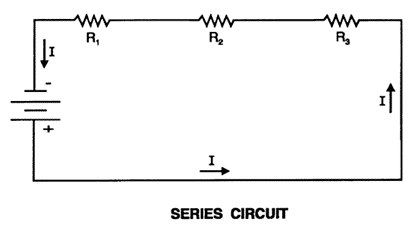 R₁ R₂ R₃
I
-
I
+
I
SERIES CIRCUIT